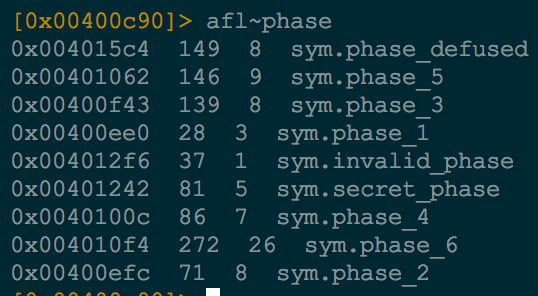 [0x00400c90]> afl~phase
0x004015c4  149  8  sym.phase_defused
0x00401062  146  9  sym.phase_5
0x00400f43  139  8  sym.phase_3
0x00400ee0  28  3  sym.phase_1
0x004012f6  37  1  sym.invalid_phase
0x00401242  81  5  sym.secret_phase
0x0040100c  86  7  sym.phase_4
0x004010f4  272  26  sym.phase_6
0x00400efc  71  8  sym.phase_2
[0x00400c90]>